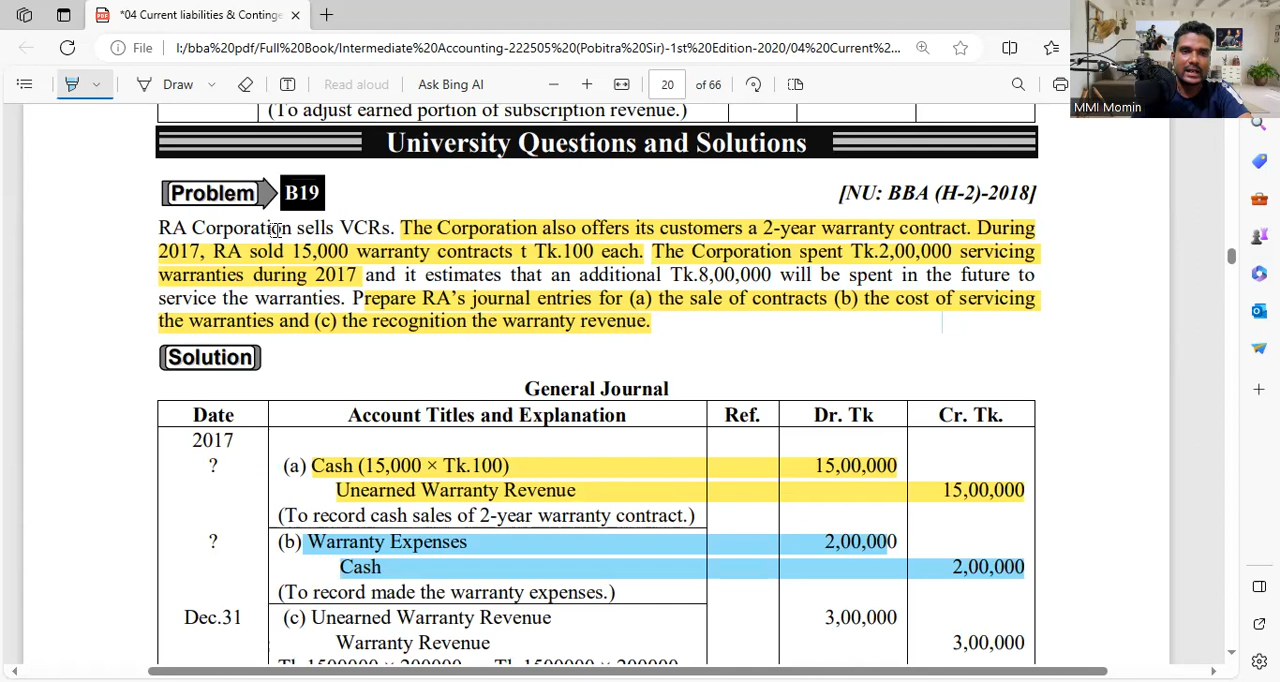 *04 Current liabilities & Continge
File
I:/bba%20pdf/Full%20Book/Intermediate%20Accounting-222505%20(Pobitra%20Sir)-1st%20Edition-2020/04%20Current%2...
Draw
Read aloud
Ask Bing AI
20
of 66
MMI Momin
(To adjust earned portion of subscription revenue.)
University Questions and Solutions
Problem B19 [NU: BBA (H-2)-2018]
RA Corporation sells VCRs. The Corporation also offers its customers a 2-year warranty contract. During
2017, RA sold 15,000 warranty contracts t Tk.100 each. The Corporation spent Tk.2,00,000 servicing
warranties during 2017 and it estimates that an additional Tk.8,00,000 will be spent in the future to
service the warranties. Prepare RA's journal entries for (a) the sale of contracts (b) the cost of servicing
the warranties and (c) the recognition the warranty revenue.
Solution
General Journal
Date Account Titles and Explanation Ref. Dr. Tk Cr. Tk.
2017
? (a) Cash (15,000 × Tk.100) 15,00,000
Unearned Warranty Revenue 15,00,000
(To record cash sales of 2-year warranty contract.)
? (b) Warranty Expenses 2,00,000
Cash 2,00,000
(To record made the warranty expenses.)
Dec.31 (c) Unearned Warranty Revenue 3,00,000
Warranty Revenue 3,00,000